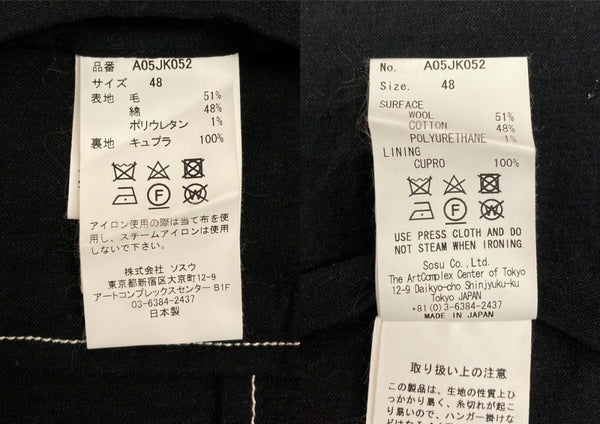 品番 A05JK052
サイズ 48
表地 毛 51%
綿 48%
ポリウレタン 1%
裏地 キュプラ 100%
F W
アイロン使用の際は当て布を使
用し、スチームアイロンは使用
しないで下さい。
株式会社 ソスウ
東京都新宿区大京町12-9
アートコンプレックスセンター B1F
03-6384-2437
日本製
No. A05JK052
Size. 48
SURFACE
WOOL 51%
COTTON 48%
POLYURETHANE 1%
LINING
CUPRO 100%
F W
USE PRESS CLOTH AND DO
NOT STEAM WHEN IRONING.
Sosu Co.,Ltd.
The ArtComplex Center of Tokyo
12-9 Daikyo-cho Shinjyuku-ku
Tokyo JAPAN
+81(0)3-6384-2437
MADE IN JAPAN
取り扱い上の注意
この製品は、生地の性質上ひ
っかかり易く、糸切れが起こ
り易いので、ハンガー掛けな